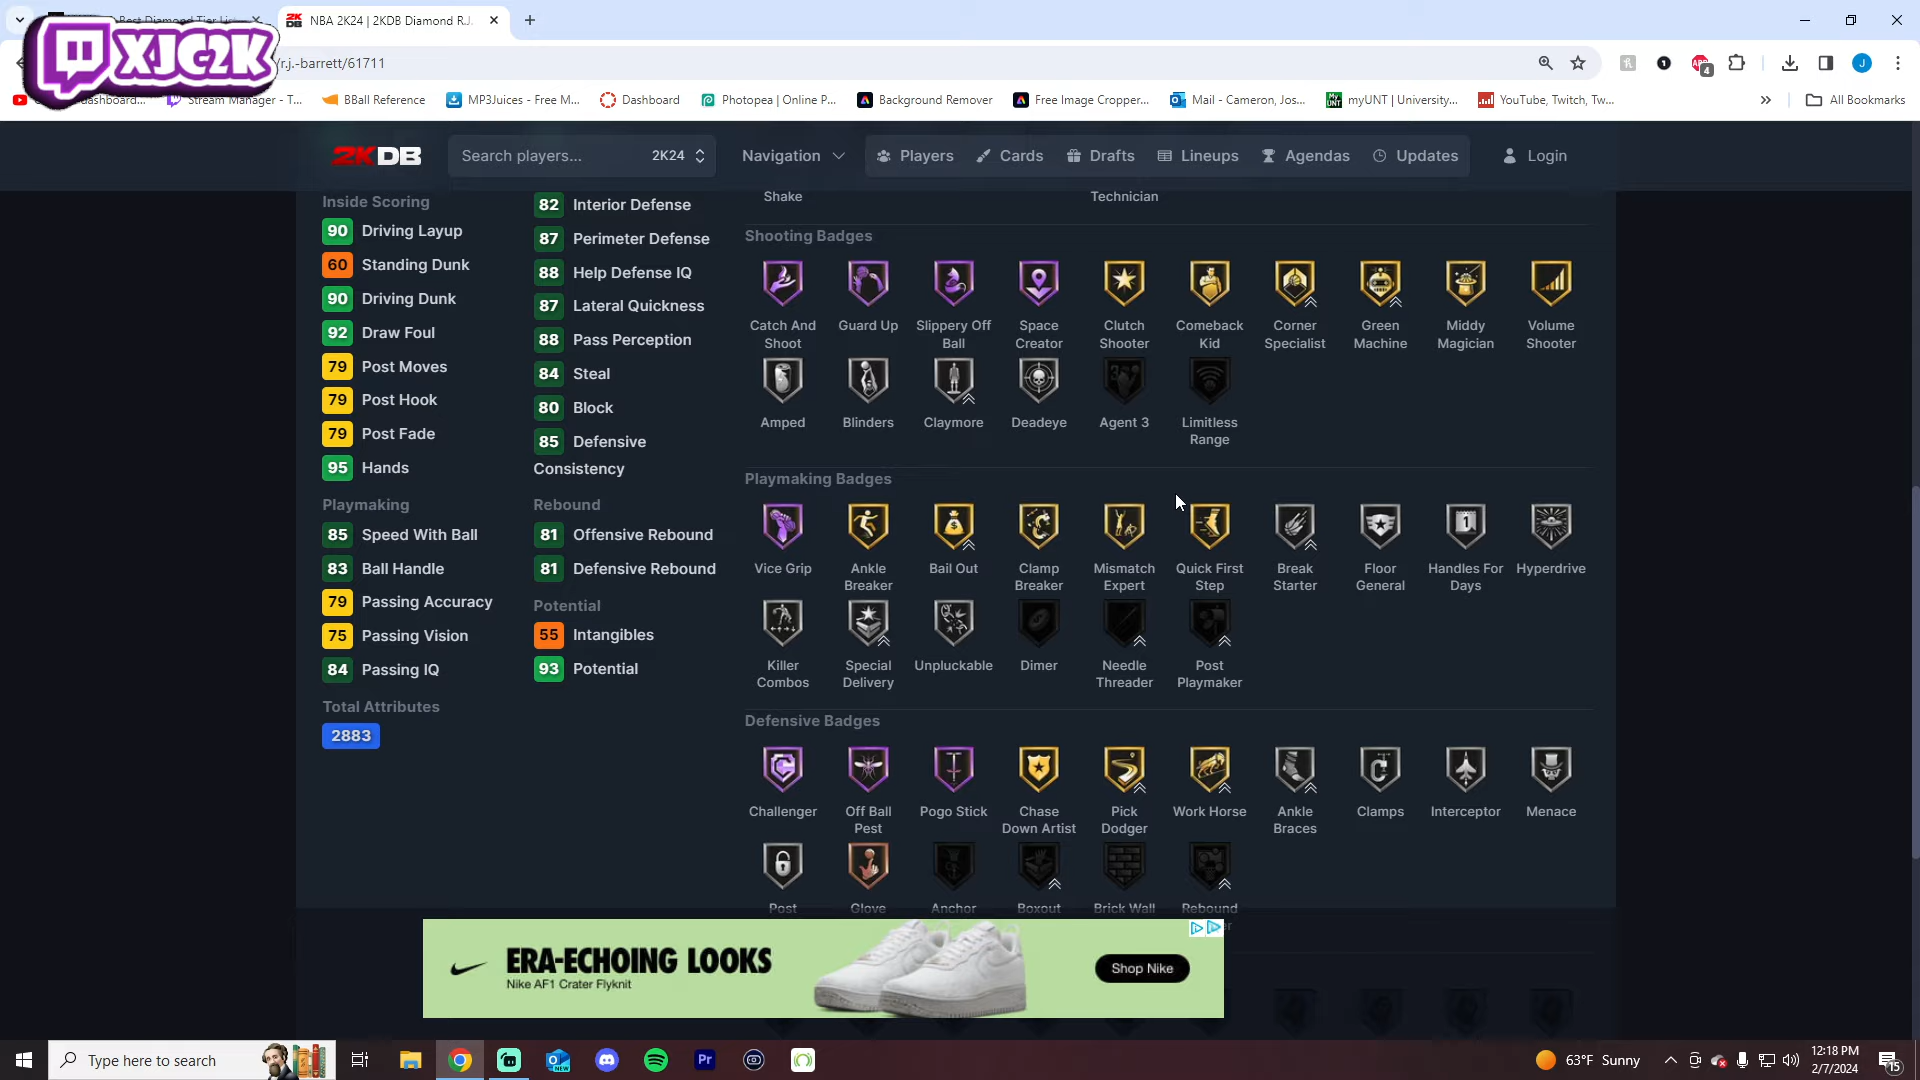 Best Diamond Tier Lis
NBA 2K24 | 2KDB Diamond R.J.
XJC2K
r.j.-barrett/61711
dashboard...
Stream Manager - T...
BBall Reference
MP3Juices - Free M...
Dashboard
Photopea | Online P...
Background Remover
Free Image Cropper...
Mail - Cameron, Jos...
myUNT | University...
YouTube, Twitch, Tw...
All Bookmarks
2KDB
Search players...
2K24
Navigation
Players
Cards
Drafts
Lineups
Agendas
Updates
Login
Inside Scoring
90 Driving Layup
60 Standing Dunk
90 Driving Dunk
92 Draw Foul
79 Post Moves
79 Post Hook
79 Post Fade
95 Hands
Playmaking
85 Speed With Ball
83 Ball Handle
79 Passing Accuracy
75 Passing Vision
84 Passing IQ
Total Attributes
2883
82 Interior Defense
87 Perimeter Defense
88 Help Defense IQ
87 Lateral Quickness
88 Pass Perception
84 Steal
80 Block
85 Defensive
Consistency
Rebound
81 Offensive Rebound
81 Defensive Rebound
Potential
55 Intangibles
93 Potential
Shake
Technician
Shooting Badges
Catch And
Shoot
Guard Up
Slippery Off
Ball
Space
Creator
Clutch
Shooter
Comeback
Kid
Corner
Specialist
Green
Machine
Middy
Magician
Volume
Shooter
Amped
Blinders
Claymore
Deadeye
Agent 3
Limitless
Range
Playmaking Badges
Vice Grip
Ankle
Breaker
Bail Out
Clamp
Breaker
Mismatch
Expert
Quick First
Step
Break
Starter
Floor
General
Handles For
Days
Hyperdrive
Killer
Combos
Special
Delivery
Unpluckable
Dimer
Needle
Threader
Post
Playmaker
Defensive Badges
Challenger
Off Ball
Pest
Pogo Stick
Chase
Down Artist
Pick
Dodger
Work Horse
Ankle
Braces
Clamps
Interceptor
Menace
Post
Glove
Anchor
Boxout
Brick Wall
Rebound
ERA-ECHOING LOOKS
Nike AF1 Crater Flyknit
Shop Nike
Type here to search
63°F Sunny
12:18 PM
2/7/2024
15